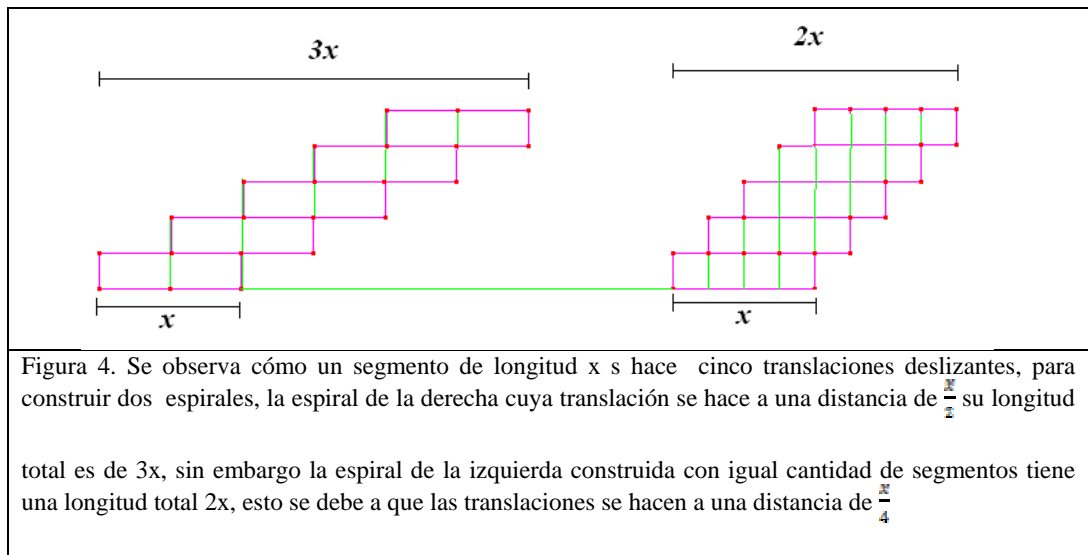 3x
2x
x
x
Figura 4. Se observa cómo un segmento de longitud x s hace cinco translaciones deslizantes, para
construir dos espirales, la espiral de la derecha cuya translación se hace a una distancia de su longitud
total es de 3x, sin embargo la espiral de la izquierda construida con igual cantidad de segmentos tiene
una longitud total 2x, esto se debe a que las translaciones se hacen a una distancia de x/4